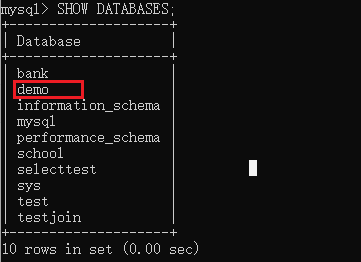 mysql> SHOW DATABASES;
+--------------------+
| Database           |
+--------------------+
| bank               |
| demo               |
| information_schema |
| mysql              |
| performance_schema |
| school             |
| selecttest         |
| sys                |
| test               |
| testjoin           |
+--------------------+
10 rows in set (0.00 sec)